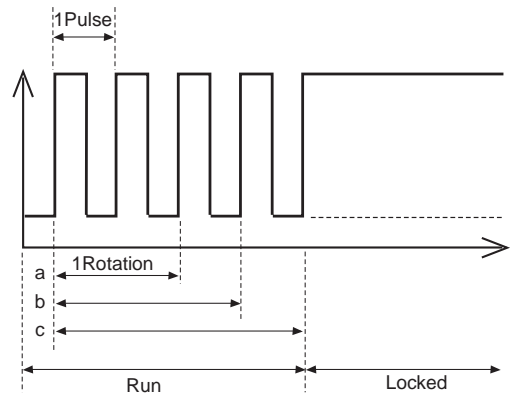 1Pulse
a
1Rotation
b
c
Run
Locked